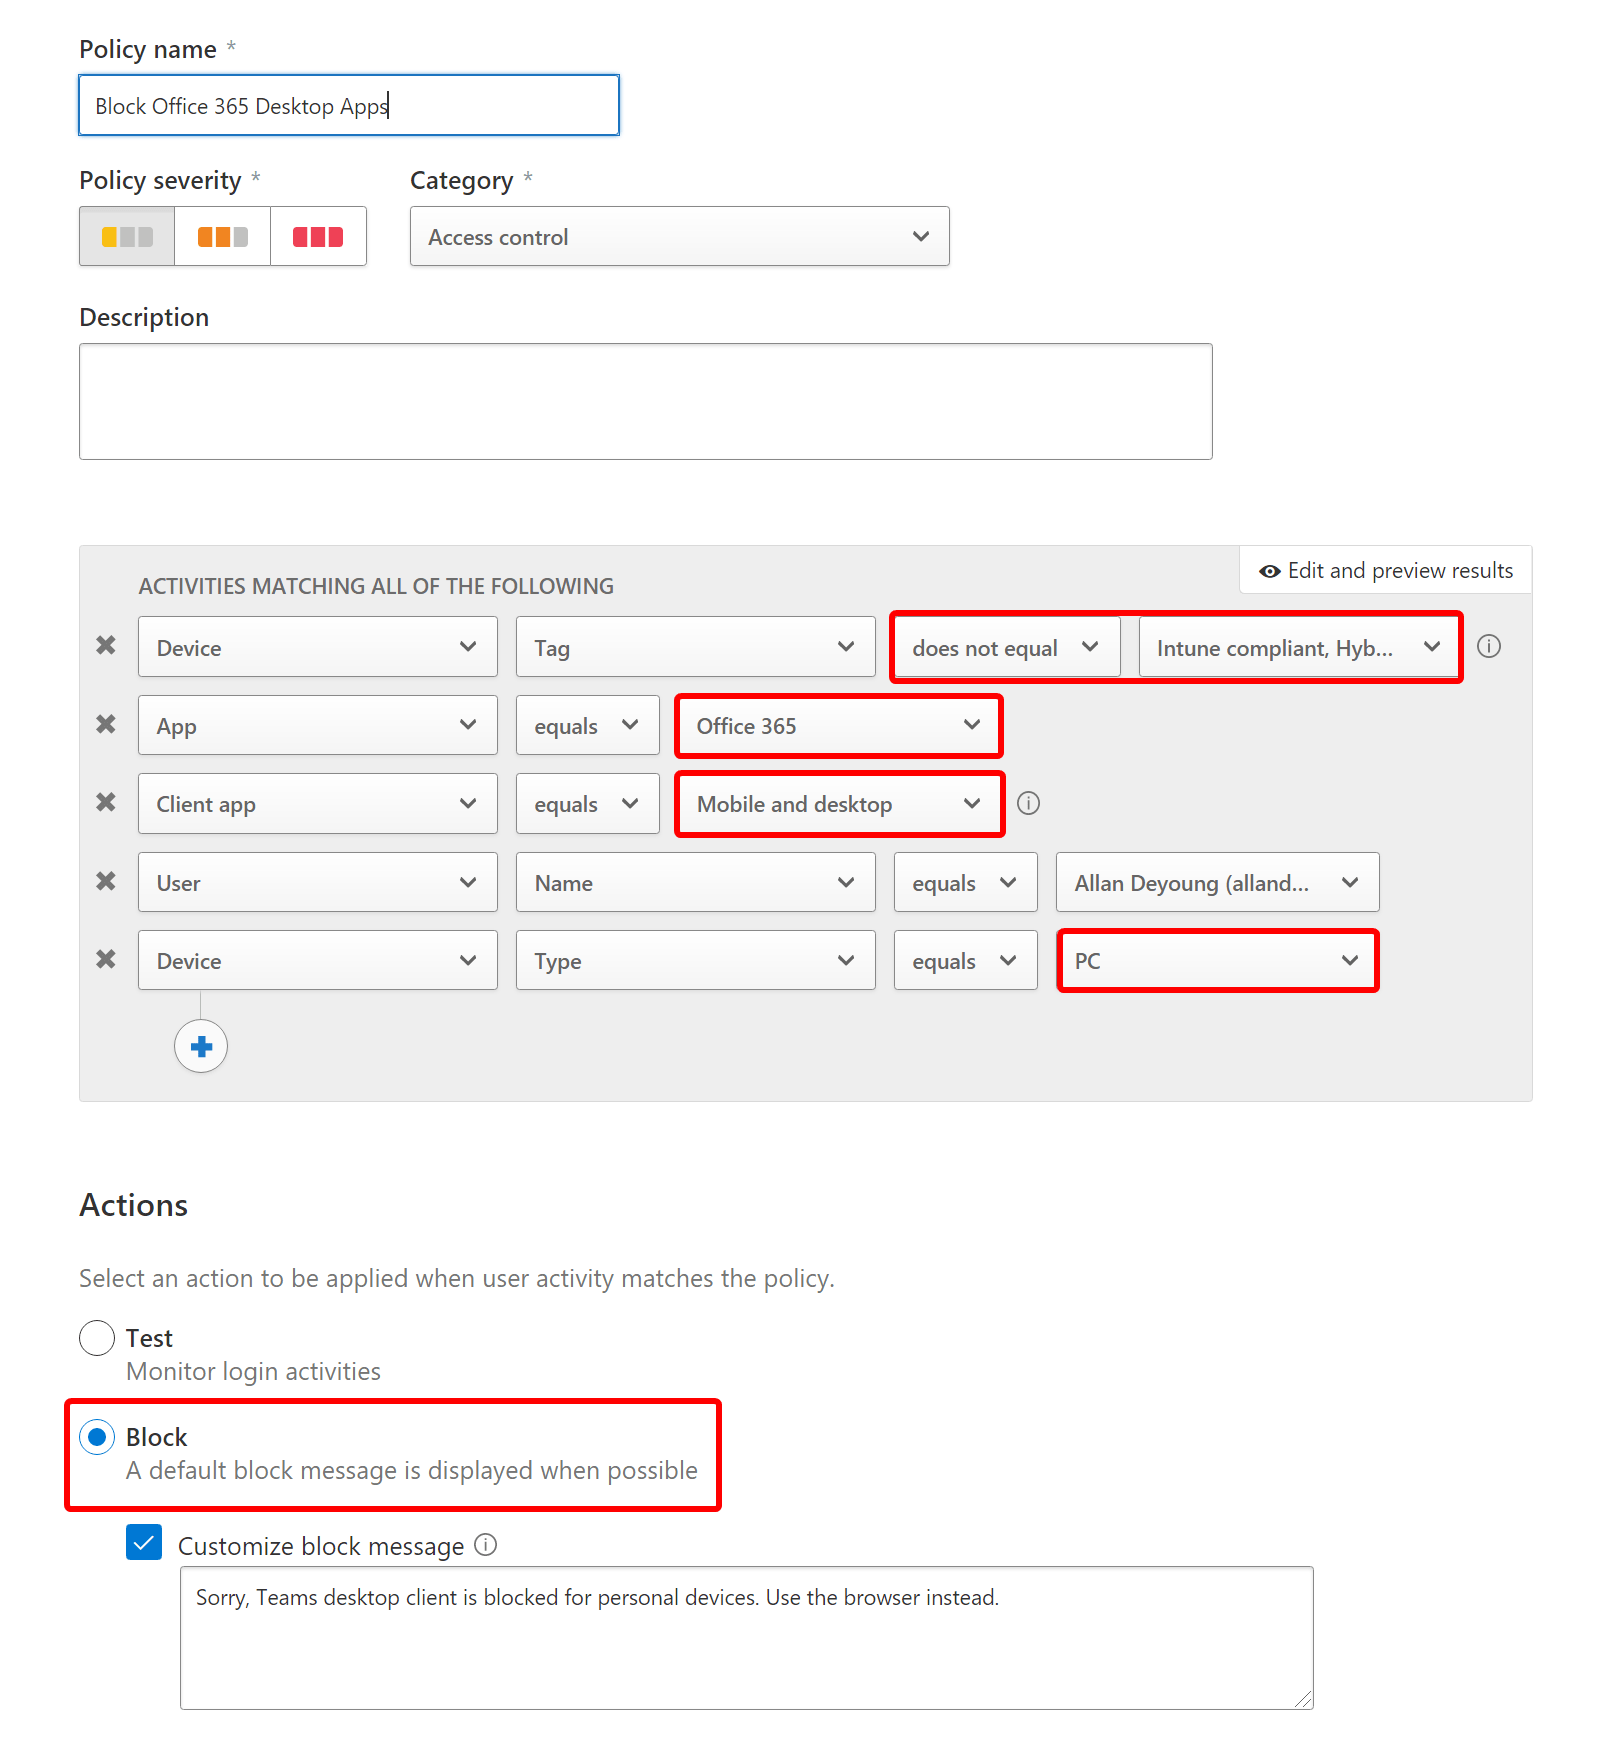 Policy name *
Block Office 365 Desktop Apps
Policy severity * Category *
Access control
Description
Edit and preview results
ACTIVITIES MATCHING ALL OF THE FOLLOWING
Device Tag does not equal Intune compliant, Hyb...
App equals Office 365
Client app equals Mobile and desktop
User Name equals Allan Deyoung (alland...
Device Type equals PC
Actions
Select an action to be applied when user activity matches the policy.
Test
Monitor login activities
Block
A default block message is displayed when possible
Customize block message
Sorry, Teams desktop client is blocked for personal devices. Use the browser instead.